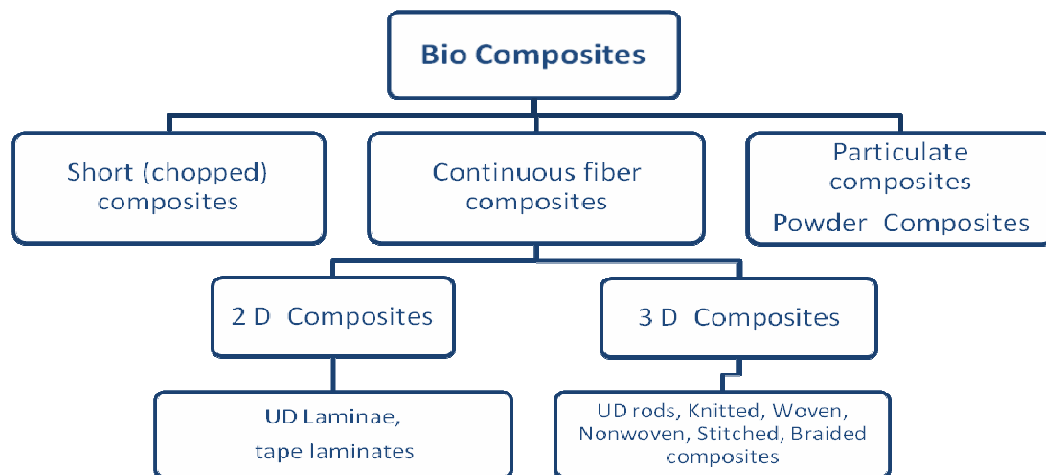 Bio Composites
Short (chopped)
composites
Continuous fiber
composites
Particulate
composites
Powder Composites
2 D Composites
3 D Composites
UD Laminae,
tape laminates
UD rods, Knitted, Woven,
Nonwoven, Stitched, Braided
composites